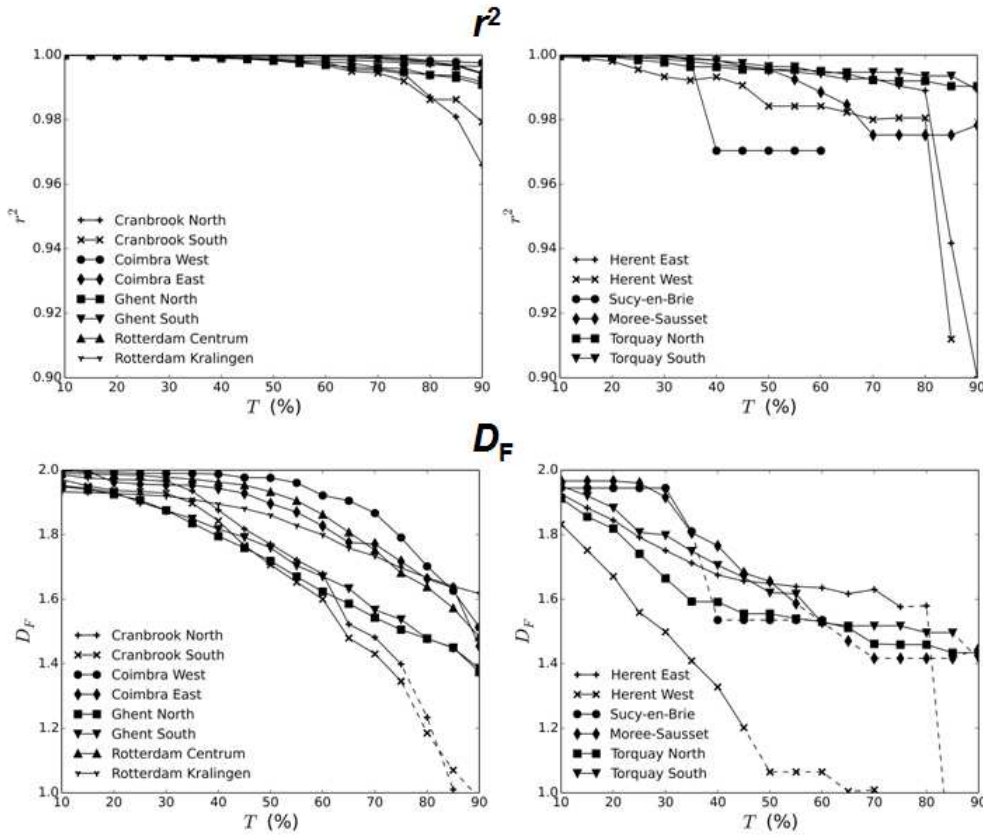 r²
1.00
0.98
0.96
0.94
0.92
0.90
r²
Cranbrook North
Cranbrook South
Coimbra West
Coimbra East
Ghent North
Ghent South
Rotterdam Centrum
Rotterdam Kralingen
10 20 30 40 50 60 70 80 90
T (%)
1.00
0.98
0.96
0.94
0.92
0.90
r²
Herent East
Herent West
Sucy-en-Brie
Moree-Sausset
Torquay North
Torquay South
10 20 30 40 50 60 70 80 90
T (%)
D_F
2.0
1.8
1.6
1.4
1.2
1.0
D_F
Cranbrook North
Cranbrook South
Coimbra West
Coimbra East
Ghent North
Ghent South
Rotterdam Centrum
Rotterdam Kralingen
10 20 30 40 50 60 70 80 90
T (%)
2.0
1.8
1.6
1.4
1.2
1.0
D_F
Herent East
Herent West
Sucy-en-Brie
Moree-Sausset
Torquay North
Torquay South
10 20 30 40 50 60 70 80 90
T (%)